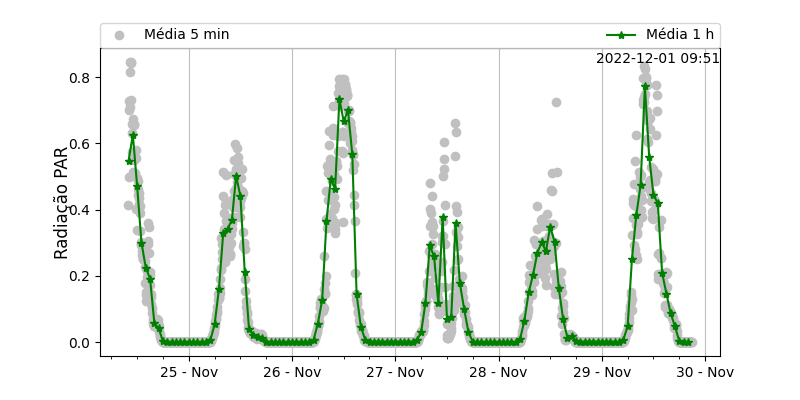 Média 5 min
Média 1 h
2022-12-01 09:51
Radiação PAR
0.8
0.6
0.4
0.2
0.0
25 - Nov
26 - Nov
27 - Nov
28 - Nov
29 - Nov
30 - Nov